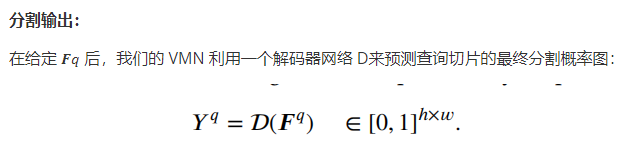 分割输出：
在给定 Fq 后，我们的 VMN 利用一个解码器网络 D来预测查询切片的最终分割概率图：
Y^q = D(F^q) ∈ [0, 1]^{h×w}.